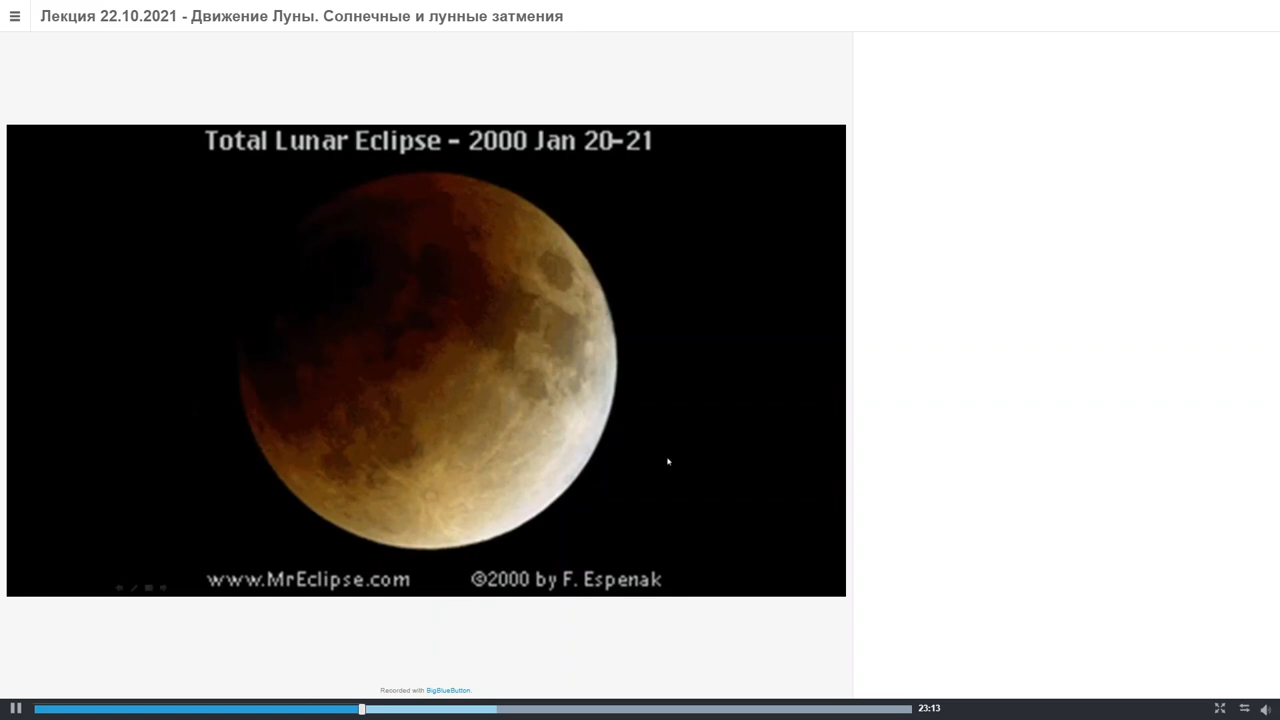 Лекция 22.10.2021 - Движение Луны. Солнечные и лунные затмения
Total Lunar Eclipse - 2000 Jan 20-21
www.MrEclipse.com ©2000 by F. Espenak
Recorded with BigBlueButton.
23:13